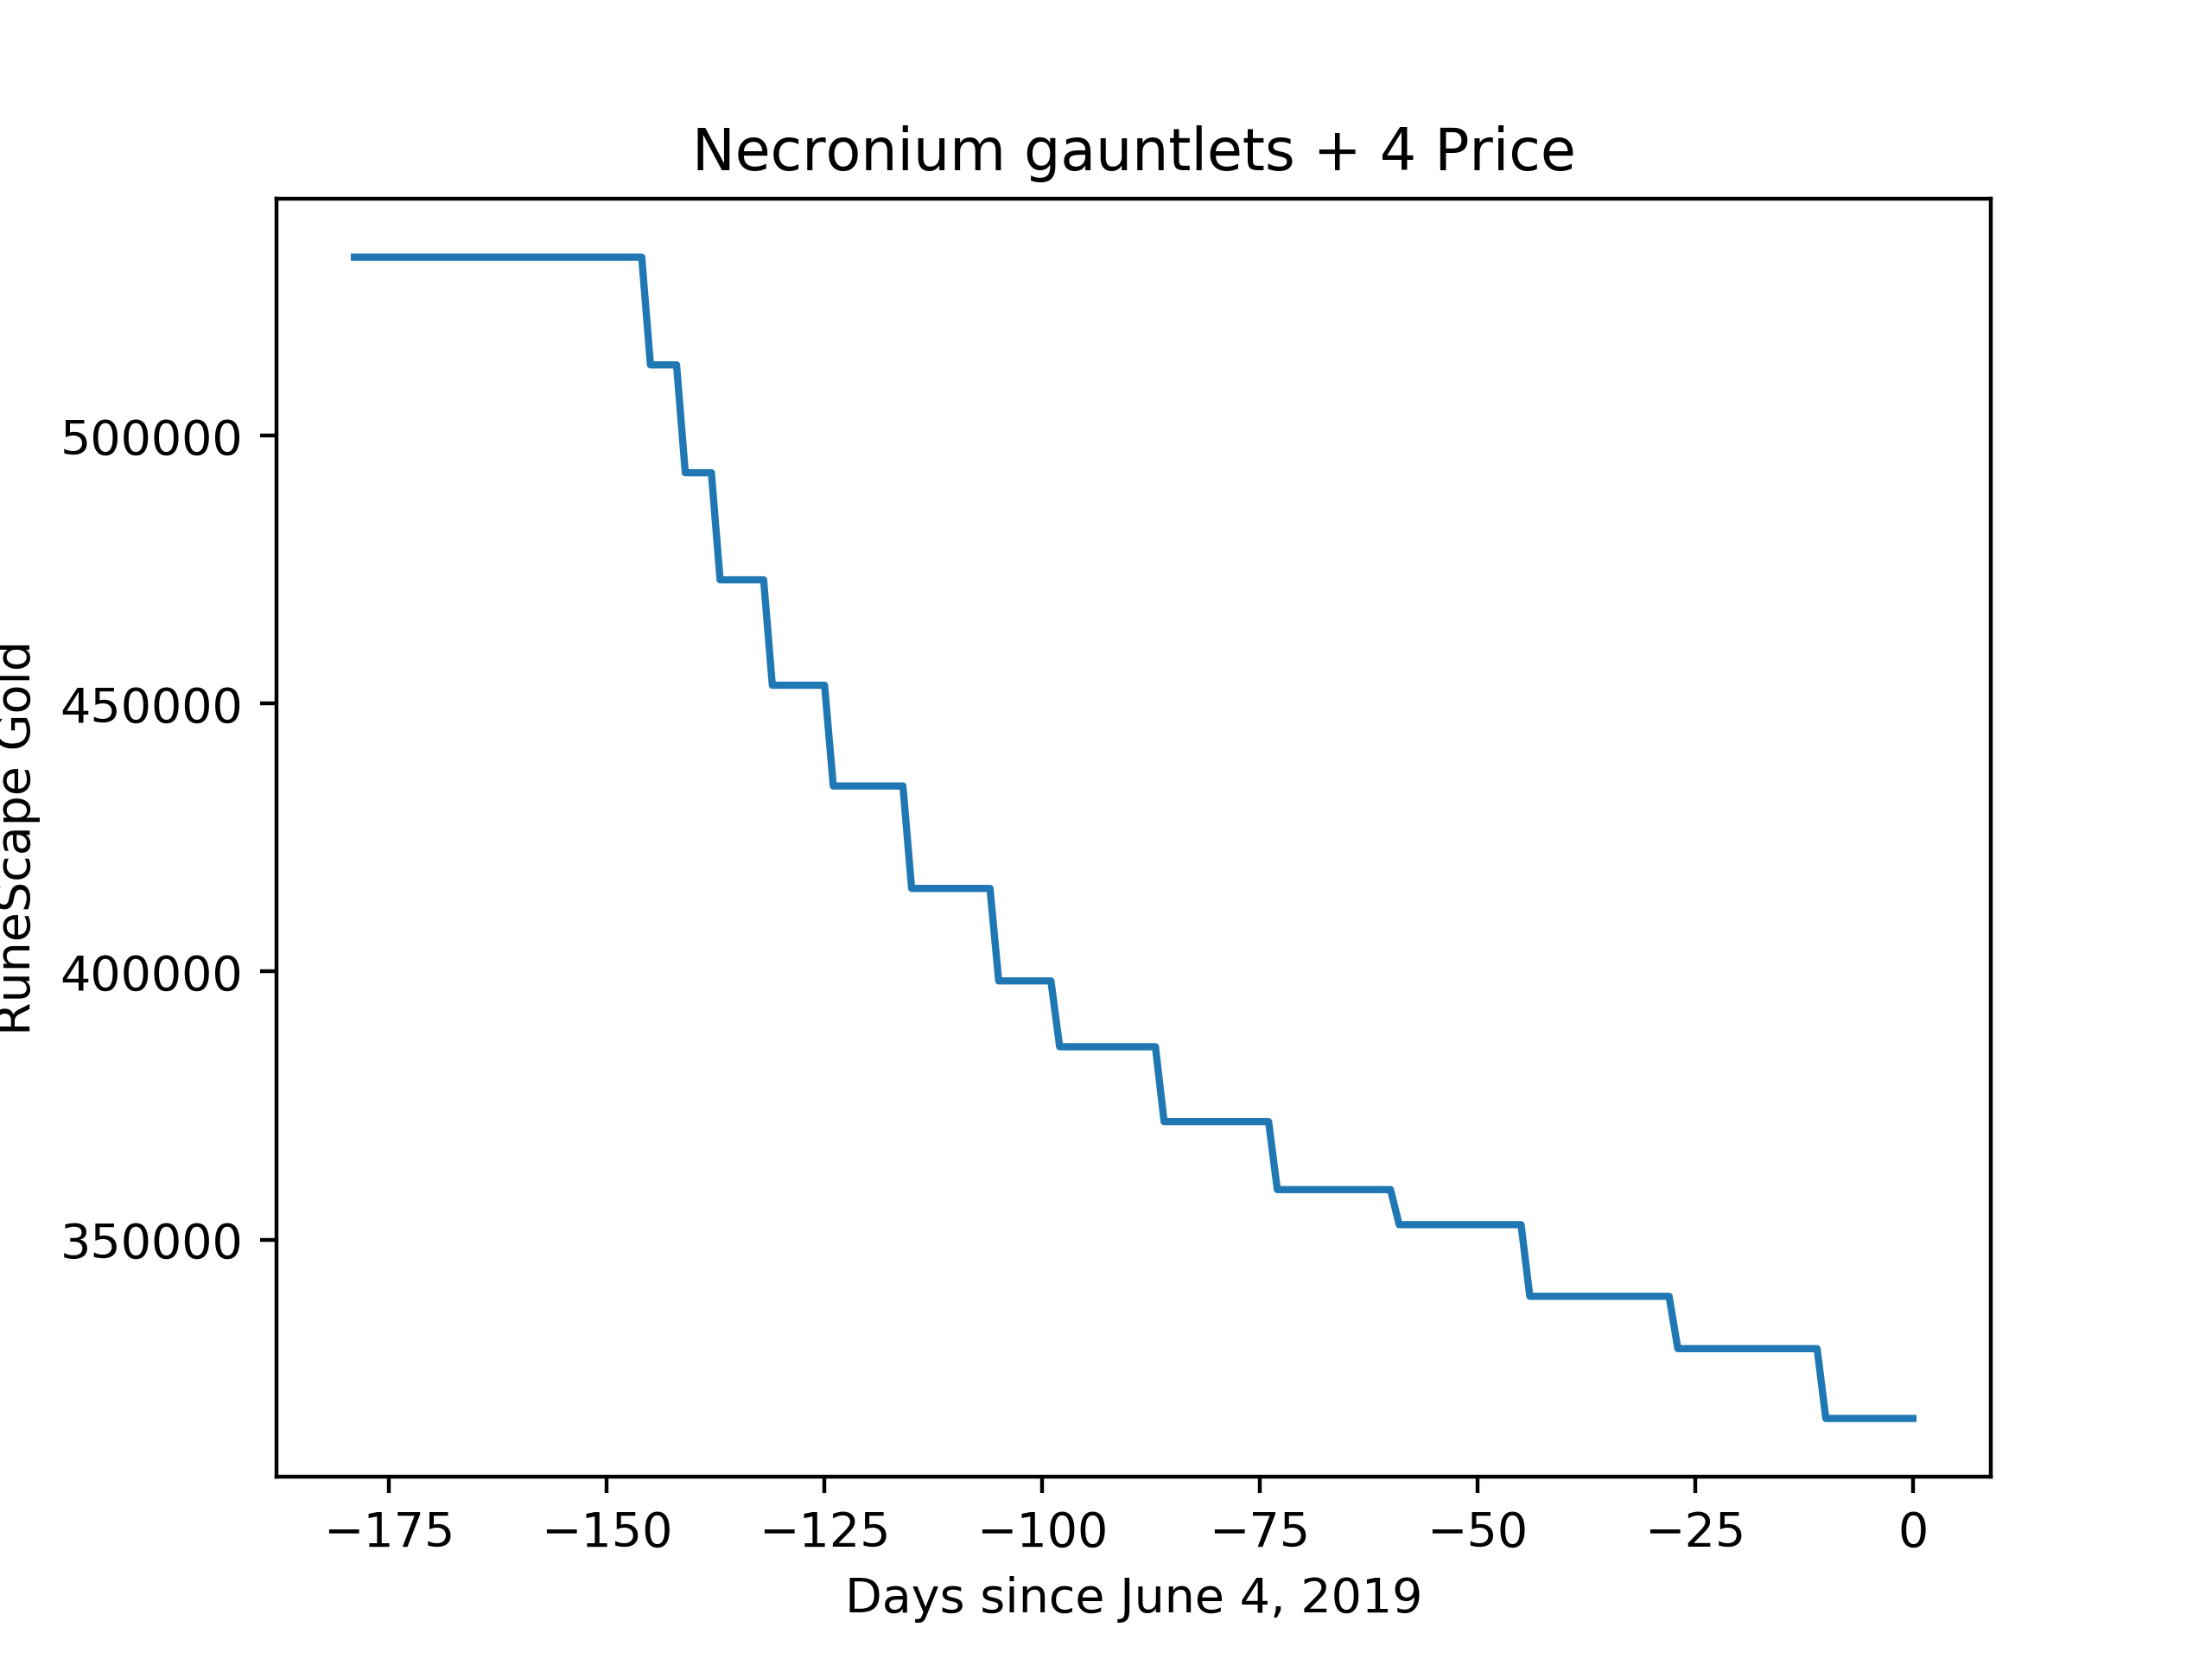 Necronium gauntlets + 4 Price
500000
450000
400000
350000
RuneScape Gold
−175 −150 −125 −100 −75 −50 −25 0
Days since June 4, 2019